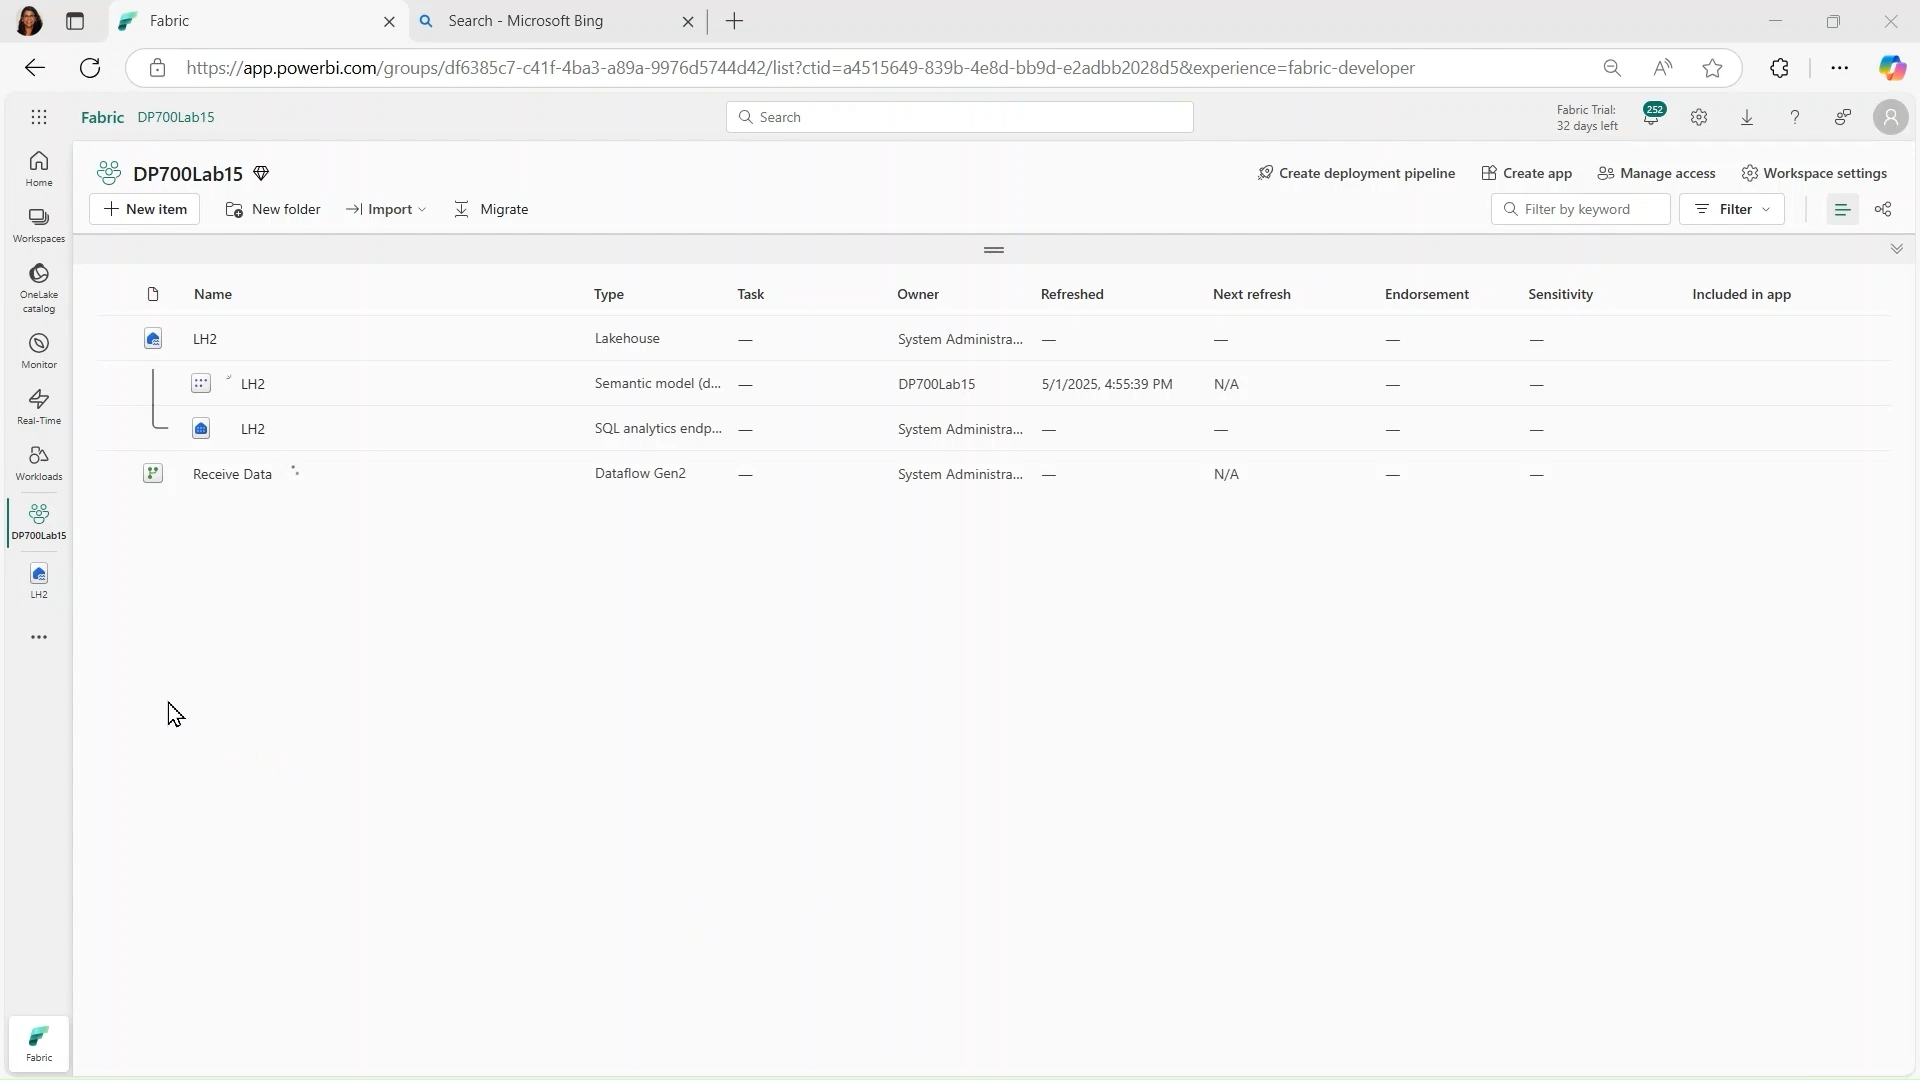 Fabric
Search - Microsoft Bing
https://app.powerbi.com/groups/df6385c7-c41f-4ba3-a89a-9976d5744d42/list?ctid=a4515649-839b-4e8d-bb9d-e2adbb2028d5&experience=fabric-developer
Fabric DP700Lab15
Search
Fabric Trial:
32 days left
252
Home
Workspaces
OneLake
catalog
Monitor
Real-Time
Workloads
DP700Lab15
LH2
Fabric
DP700Lab15
Create deployment pipeline
Create app
Manage access
Workspace settings
New item
New folder
Import
Migrate
Filter by keyword
Filter
Name Type Task Owner Refreshed Next refresh Endorsement Sensitivity Included in app
LH2 Lakehouse — System Administra... — — — —
LH2 Semantic model (d... — DP700Lab15 5/1/2025, 4:55:39 PM N/A — —
LH2 SQL analytics endp... — System Administra... — — — —
Receive Data Dataflow Gen2 — System Administra... — N/A — —